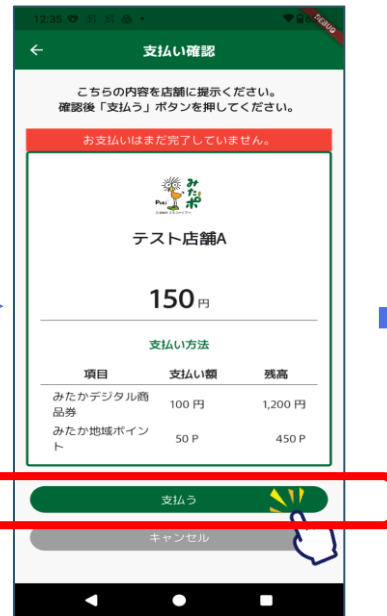 12:35
DEBUG
支払い確認
こちらの内容を店舗に提示ください。
確認後「支払う」ボタンを押してください。
お支払いはまだ完了していません。
みたポ
Poki
テスト店舗A
150 円
支払い方法
項目 支払い額 残高
みたかデジタル商
品券 100 円 1,200 円
みたか地域ポイン
ト 50 P 450 P
支払う
キャンセル